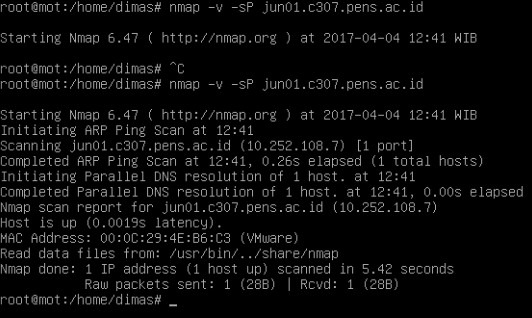 root@mot:/home/dimas# nmap -v -sP jun01.c307.pens.ac.id
Starting Nmap 6.47 ( http://nmap.org ) at 2017-04-04 12:41 WIB
root@mot:/home/dimas# ^C
root@mot:/home/dimas# nmap -v -sP jun01.c307.pens.ac.id
Starting Nmap 6.47 ( http://nmap.org ) at 2017-04-04 12:41 WIB
Initiating ARP Ping Scan at 12:41
Scanning jun01.c307.pens.ac.id (10.252.108.7) [1 port]
Completed ARP Ping Scan at 12:41, 0.26s elapsed (1 total hosts)
Initiating Parallel DNS resolution of 1 host. at 12:41
Completed Parallel DNS resolution of 1 host. at 12:41, 0.00s elapsed
Nmap scan report for jun01.c307.pens.ac.id (10.252.108.7)
Host is up (0.0019s latency).
MAC Address: 00:0C:29:4E:B6:C3 (VMware)
Read data files from: /usr/bin/../share/nmap
Nmap done: 1 IP address (1 host up) scanned in 5.42 seconds
Raw packets sent: 1 (28B) | Rcvd: 1 (28B)
root@mot:/home/dimas# _